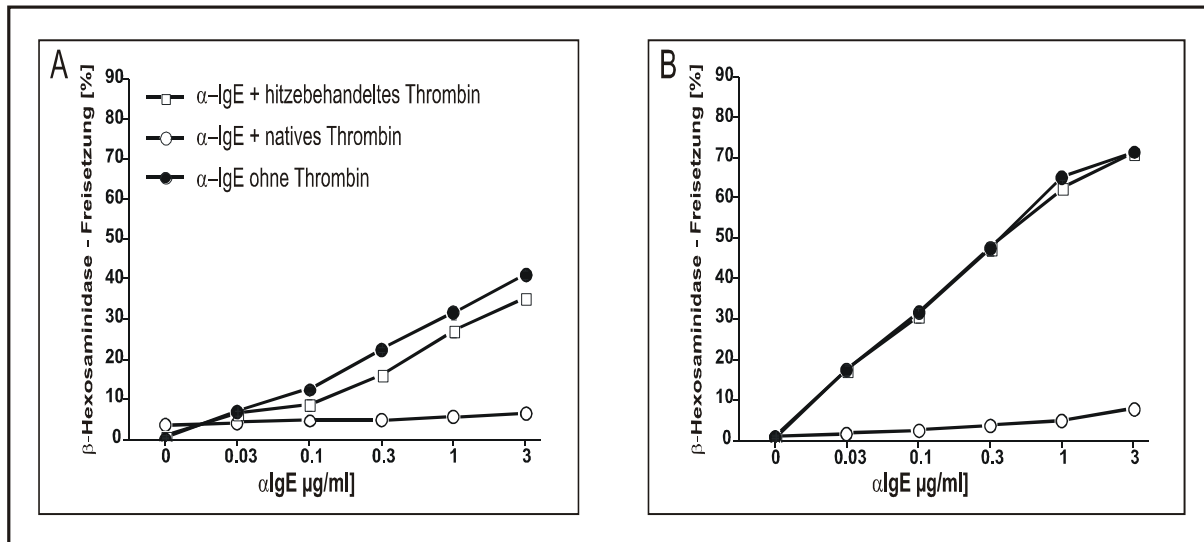 A
β-Hexosaminidase - Freisetzung [%]
90
80
70
60
50
40
30
20
10
0
α–IgE + hitzebehandeltes Thrombin
α–IgE + natives Thrombin
α–IgE ohne Thrombin
0 0.03 0.1 0.3 1 3
αIgE µg/ml]
B
β-Hexosaminidase - Freisetzung [%]
90
80
70
60
50
40
30
20
10
0
0 0.03 0.1 0.3 1 3
αIgE µg/ml]